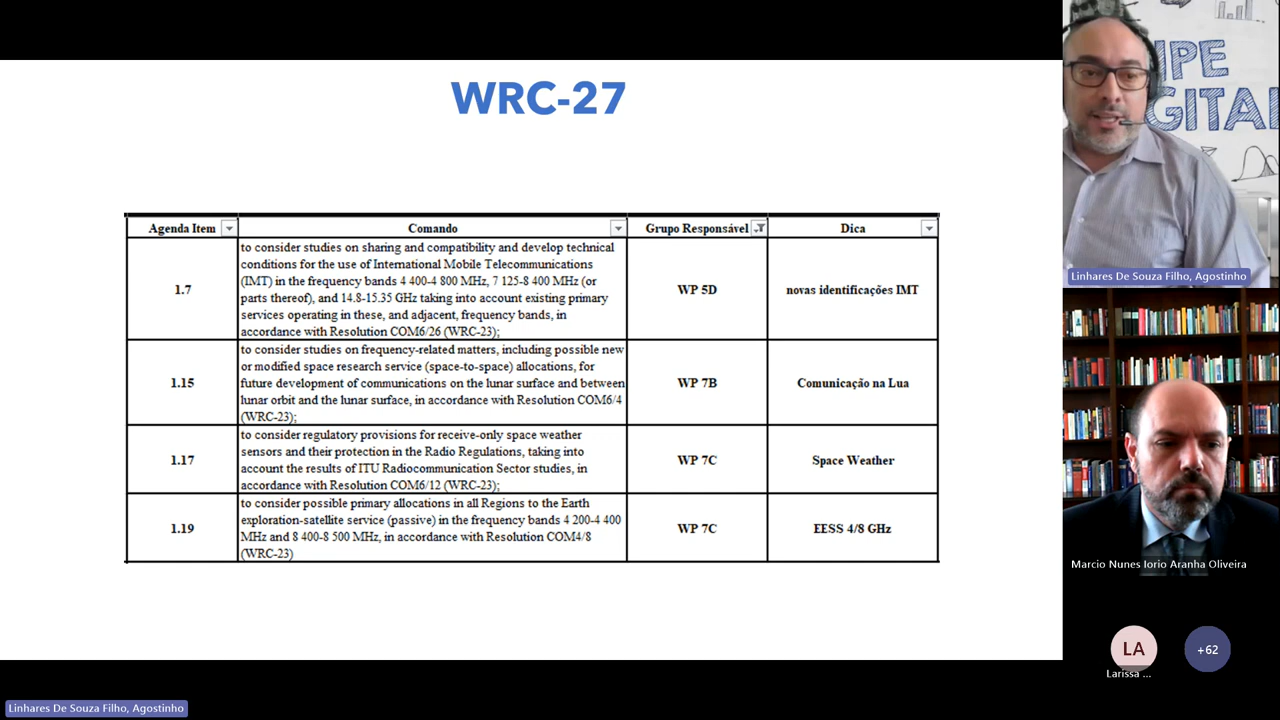 WRC-27
Agenda Item
Comando
Grupo Responsável
Dica
1.7
to consider studies on sharing and compatibility and develop technical
conditions for the use of International Mobile Telecommunications
(IMT) in the frequency bands 4 400-4 800 MHz, 7 125-8 400 MHz (or
parts thereof), and 14.8-15.35 GHz taking into account existing primary
services operating in these, and adjacent, frequency bands, in
accordance with Resolution COM6/26 (WRC-23);
WP 5D
novas identificações IMT
1.15
to consider studies on frequency-related matters, including possible new
or modified space research service (space-to-space) allocations, for
future development of communications on the lunar surface and between
lunar orbit and the lunar surface, in accordance with Resolution COM6/4
(WRC-23);
WP 7B
Comunicação na Lua
1.17
to consider regulatory provisions for receive-only space weather
sensors and their protection in the Radio Regulations, taking into
account the results of ITU Radiocommunication Sector studies, in
accordance with Resolution COM6/12 (WRC-23);
WP 7C
Space Weather
1.19
to consider possible primary allocations in all Regions to the Earth
exploration-satellite service (passive) in the frequency bands 4 200-4 400
MHz and 8 400-8 500 MHz, in accordance with Resolution COM4/8
(WRC-23)
WP 7C
EESS 4/8 GHz
IPE
GITAL
Linhares De Souza Filho, Agostinho
Marcio Nunes Iorio Aranha Oliveira
LA
+62
Larissa ...
Linhares De Souza Filho, Agostinho